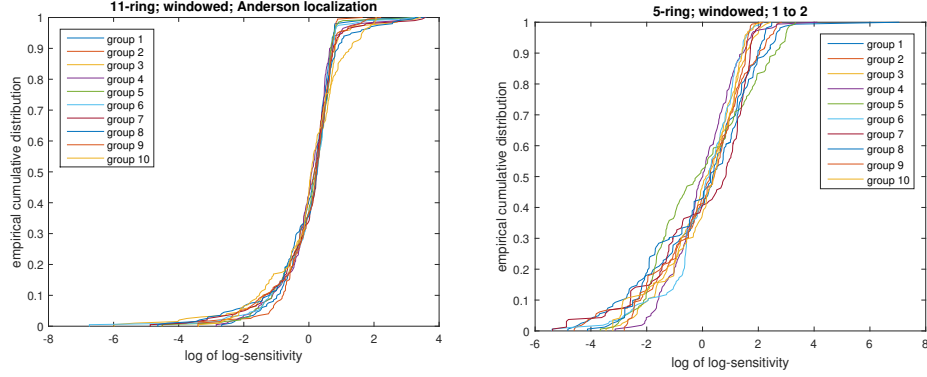 11-ring; windowed; Anderson localization
empirical cumulative distribution
1
0.9
0.8
0.7
0.6
0.5
0.4
0.3
0.2
0.1
0
group 1
group 2
group 3
group 4
group 5
group 6
group 7
group 8
group 9
group 10
-8 -6 -4 -2 0 2 4
log of log-sensitivity
5-ring; windowed; 1 to 2
empirical cumulative distribution
1
0.9
0.8
0.7
0.6
0.5
0.4
0.3
0.2
0.1
0
group 1
group 2
group 3
group 4
group 5
group 6
group 7
group 8
group 9
group 10
-6 -4 -2 0 2 4 6 8
log of log-sensitivity